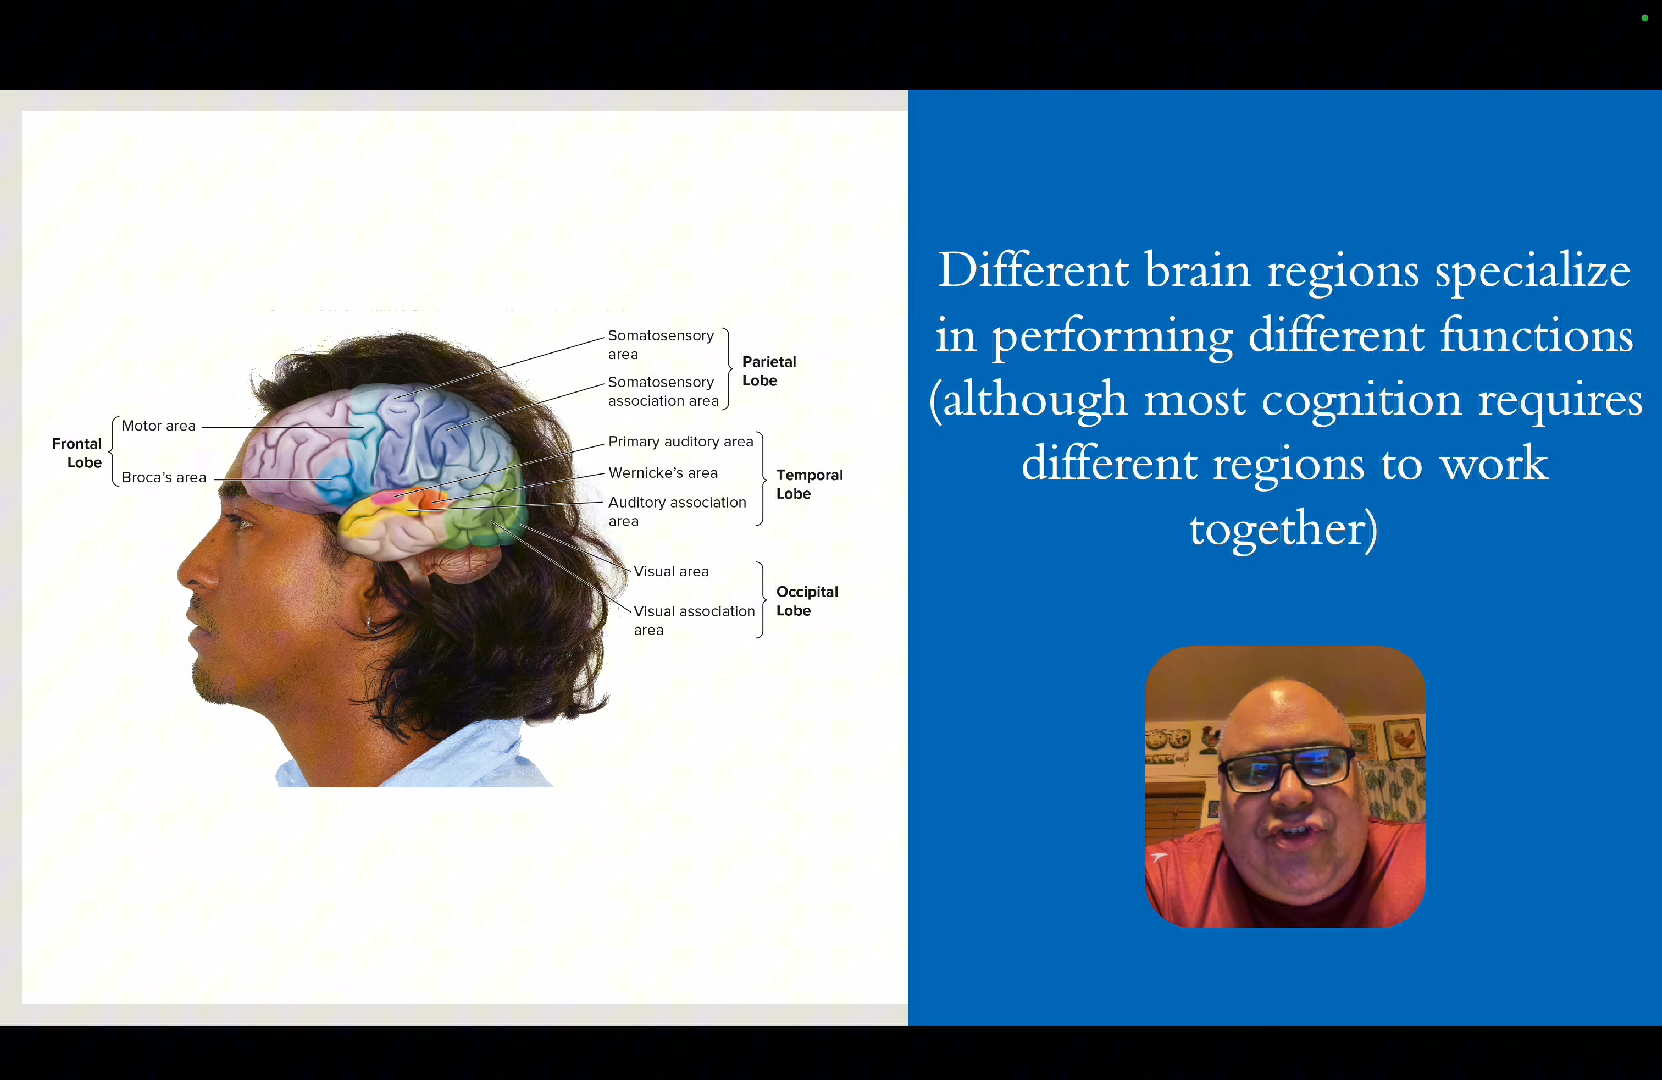 Somatosensory
area
Somatosensory
association area
Parietal
Lobe
Motor area
Broca's area
Frontal
Lobe
Primary auditory area
Wernicke's area
Auditory association
area
Temporal
Lobe
Visual area
Visual association
area
Occipital
Lobe
Different brain regions specialize
in performing different functions
(although most cognition requires
different regions to work
together)